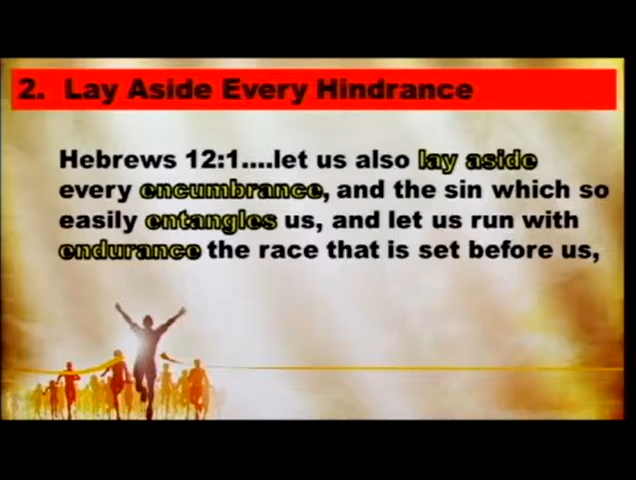 2. Lay Aside Every Hindrance
Hebrews 12:1....let us also lay aside
every encumbrance, and the sin which so
easily entangles us, and let us run with
endurance the race that is set before us,